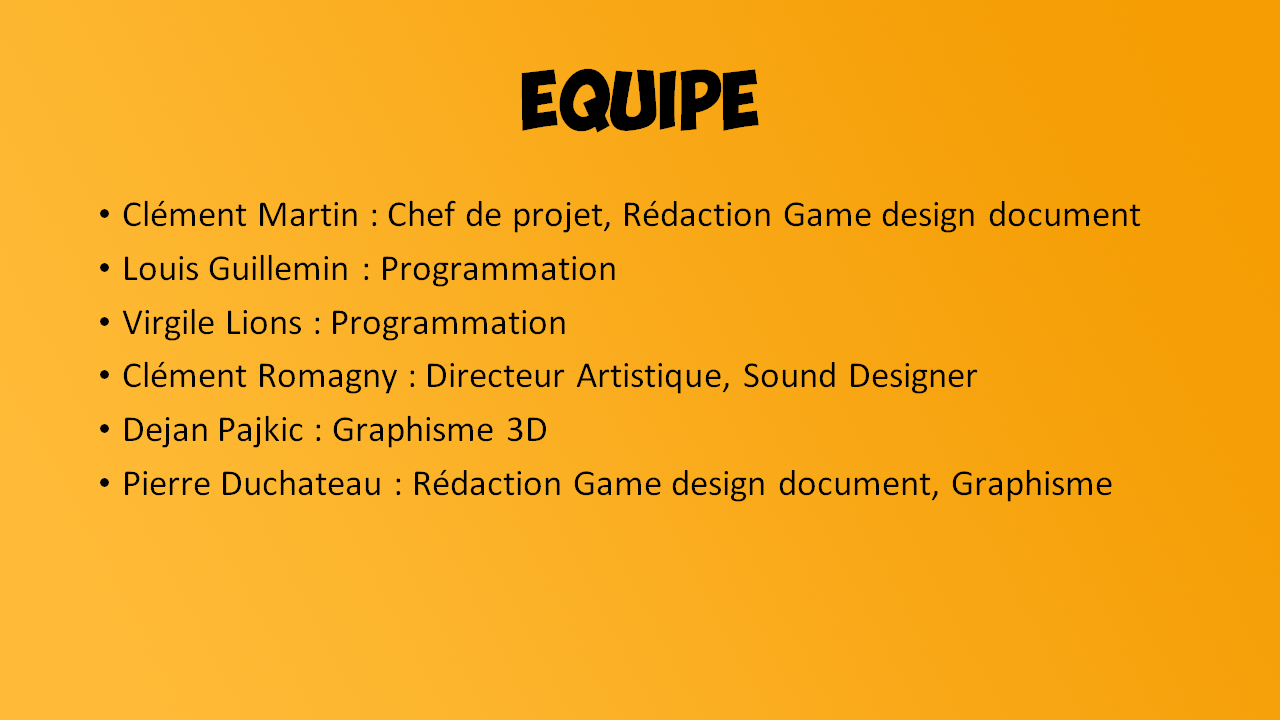 EQUIPE
• Clément Martin : Chef de projet, Rédaction Game design document
• Louis Guillemin : Programmation
• Virgile Lions : Programmation
• Clément Romagny : Directeur Artistique, Sound Designer
• Dejan Pajkic : Graphisme 3D
• Pierre Duchateau : Rédaction Game design document, Graphisme